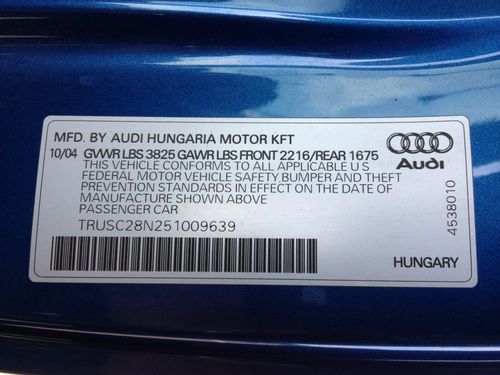 MFD. BY AUDI HUNGARIA MOTOR KFT
10/04 GVWR LBS 3825 GAWR LBS FRONT 2216/REAR 1675
THIS VEHICLE CONFORMS TO ALL APPLICABLE U S
FEDERAL MOTOR VEHICLE SAFETY BUMPER AND THEFT
PREVENTION STANDARDS IN EFFECT ON THE DATE OF
MANUFACTURE SHOWN ABOVE
PASSENGER CAR
TRUSC28N251009639
Audi
4538010
HUNGARY